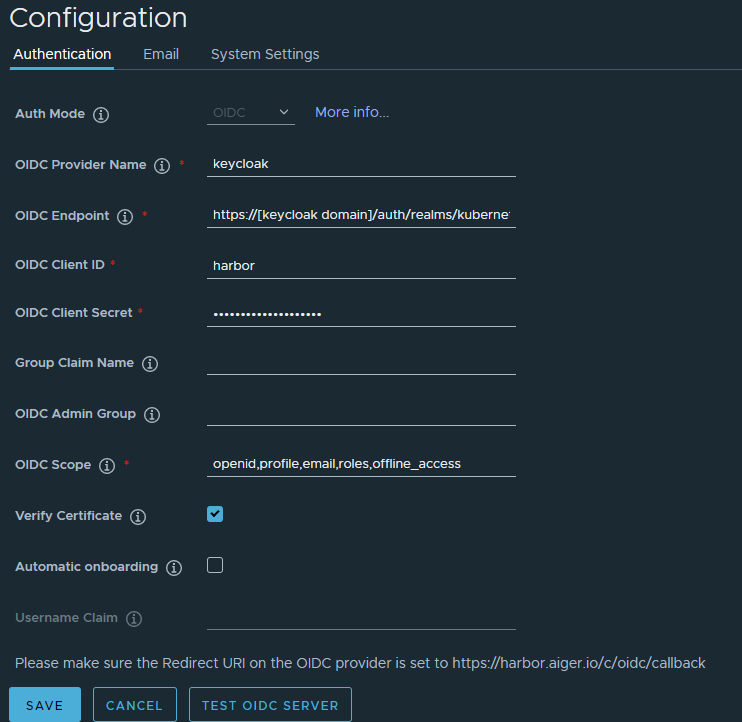 Configuration
Authentication Email System Settings
Auth Mode OIDC More info...
OIDC Provider Name * keycloak
OIDC Endpoint * https://[keycloak domain]/auth/realms/kuberne
OIDC Client ID * harbor
OIDC Client Secret * ••••••••••••••••••••
Group Claim Name
OIDC Admin Group
OIDC Scope * openid,profile,email,roles,offline_access
Verify Certificate
Automatic onboarding
Username Claim
Please make sure the Redirect URI on the OIDC provider is set to https://harbor.aiger.io/c/oidc/callback
SAVE CANCEL TEST OIDC SERVER